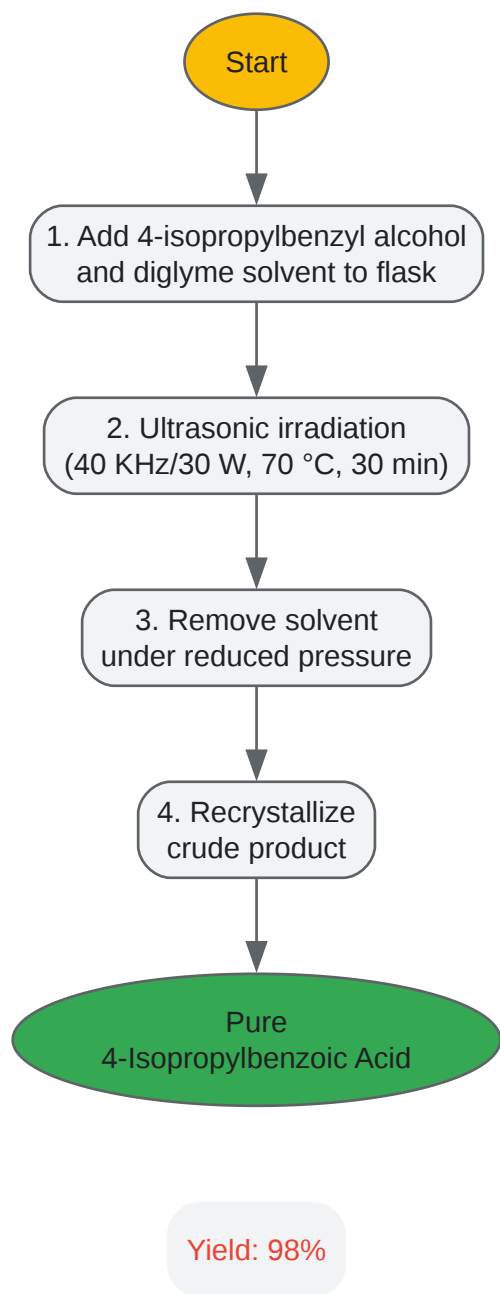 Start
1. Add 4-isopropylbenzyl alcohol
and diglyme solvent to flask
2. Ultrasonic irradiation
(40 KHz/30 W, 70 °C, 30 min)
3. Remove solvent
under reduced pressure
4. Recrystallize
crude product
Pure
4-Isopropylbenzoic Acid
Yield: 98%